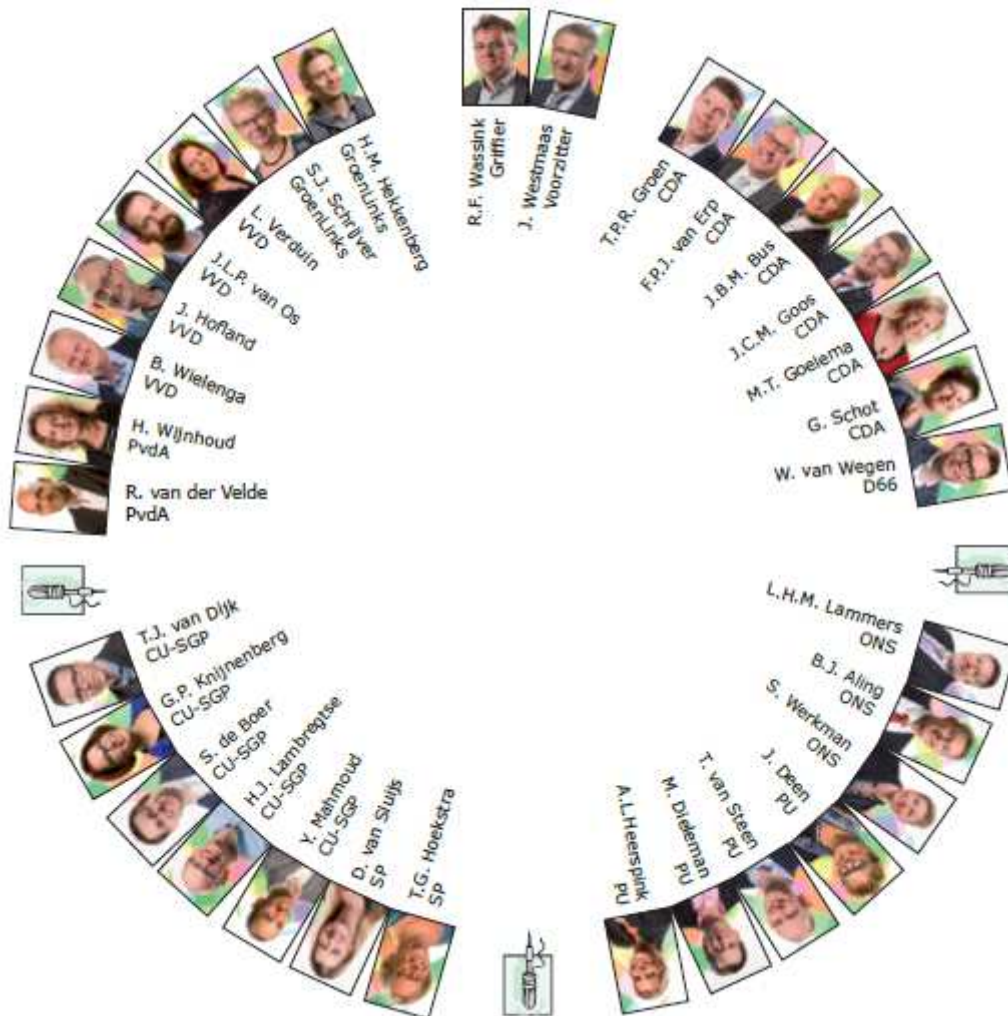 R.F. Wassink
Griffier
J. Westmaas
Voorzitter
T.P.R. Groen
CDA
F.P.J. van Erp
CDA
J.B.M. Bus
CDA
J.C.M. Goos
CDA
M.T. Goelema
CDA
G. Schot
CDA
W. van Wegen
D66
L.H.M. Lammers
ONS
B.J. Aling
ONS
S. Werkman
ONS
J. Deen
PU
T. van Steen
PU
M. Dieleman
PU
A.L.Heerspink
PU
T.G. Hoekstra
SP
D. van Sluijs
SP
Y. Mahmoud
CU-SGP
H.J. Lambregtse
CU-SGP
S. de Boer
CU-SGP
G.P. Knijnenberg
CU-SGP
T.J. van Dijk
CU-SGP
R. van der Velde
PvdA
H. Wijnhoud
PvdA
B. Wielenga
VVD
J. Hofland
VVD
J.L.P. van Os
VVD
L. Verduin
VVD
S.J. Schrijver
GroenLinks
H.M. Hekkenberg
GroenLinks